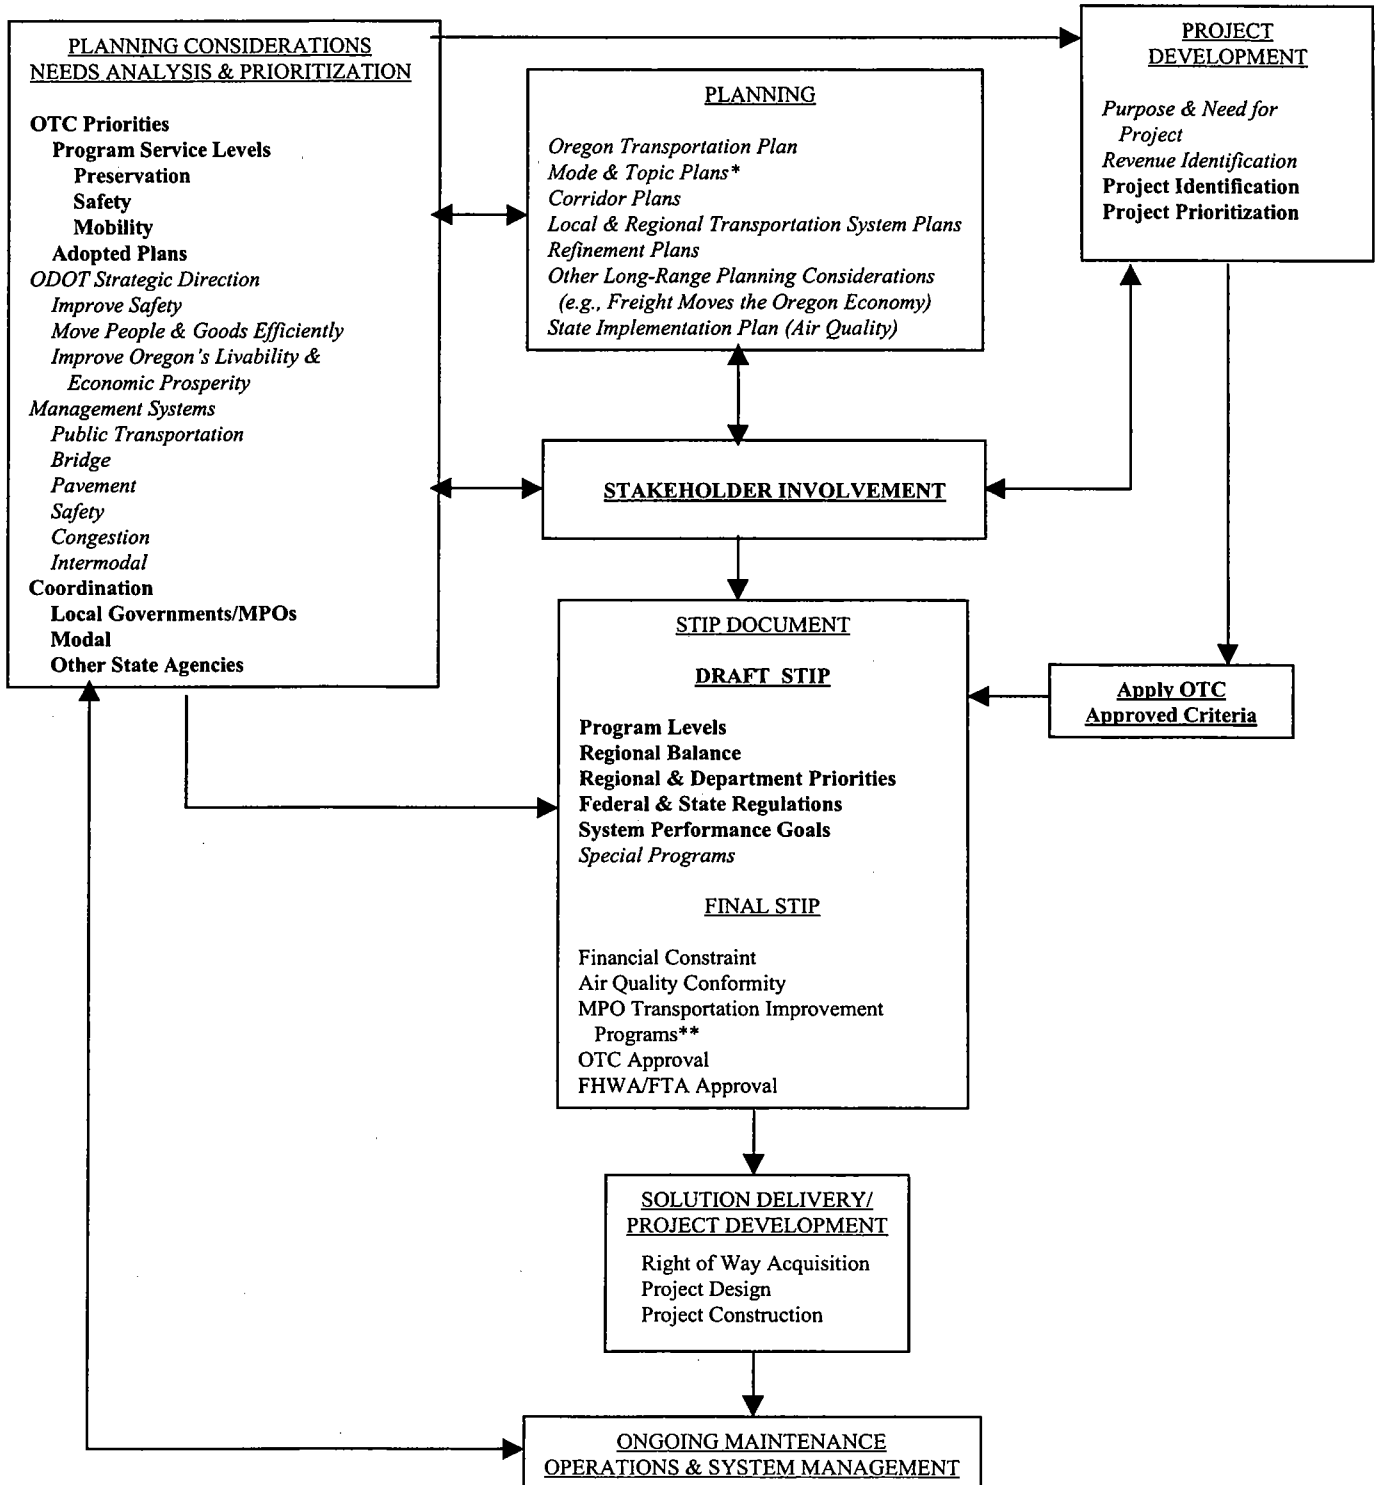 PLANNING CONSIDERATIONS
NEEDS ANALYSIS & PRIORITIZATION
OTC Priorities
Program Service Levels
Preservation
Safety
Mobility
Adopted Plans
ODOT Strategic Direction
Improve Safety
Move People & Goods Efficiently
Improve Oregon's Livability &
Economic Prosperity
Management Systems
Public Transportation
Bridge
Pavement
Safety
Congestion
Intermodal
Coordination
Local Governments/MPOs
Modal
Other State Agencies
PLANNING
Oregon Transportation Plan
Mode & Topic Plans*
Corridor Plans
Local & Regional Transportation System Plans
Refinement Plans
Other Long-Range Planning Considerations
(e.g., Freight Moves the Oregon Economy)
State Implementation Plan (Air Quality)
PROJECT
DEVELOPMENT
Purpose & Need for
Project
Revenue Identification
Project Identification
Project Prioritization
STAKEHOLDER INVOLVEMENT
STIP DOCUMENT
DRAFT STIP
Program Levels
Regional Balance
Regional & Department Priorities
Federal & State Regulations
System Performance Goals
Special Programs
FINAL STIP
Financial Constraint
Air Quality Conformity
MPO Transportation Improvement
Programs**
OTC Approval
FHWA/FTA Approval
Apply OTC
Approved Criteria
SOLUTION DELIVERY/
PROJECT DEVELOPMENT
Right of Way Acquisition
Project Design
Project Construction
ONGOING MAINTENANCE
OPERATIONS & SYSTEM MANAGEMENT